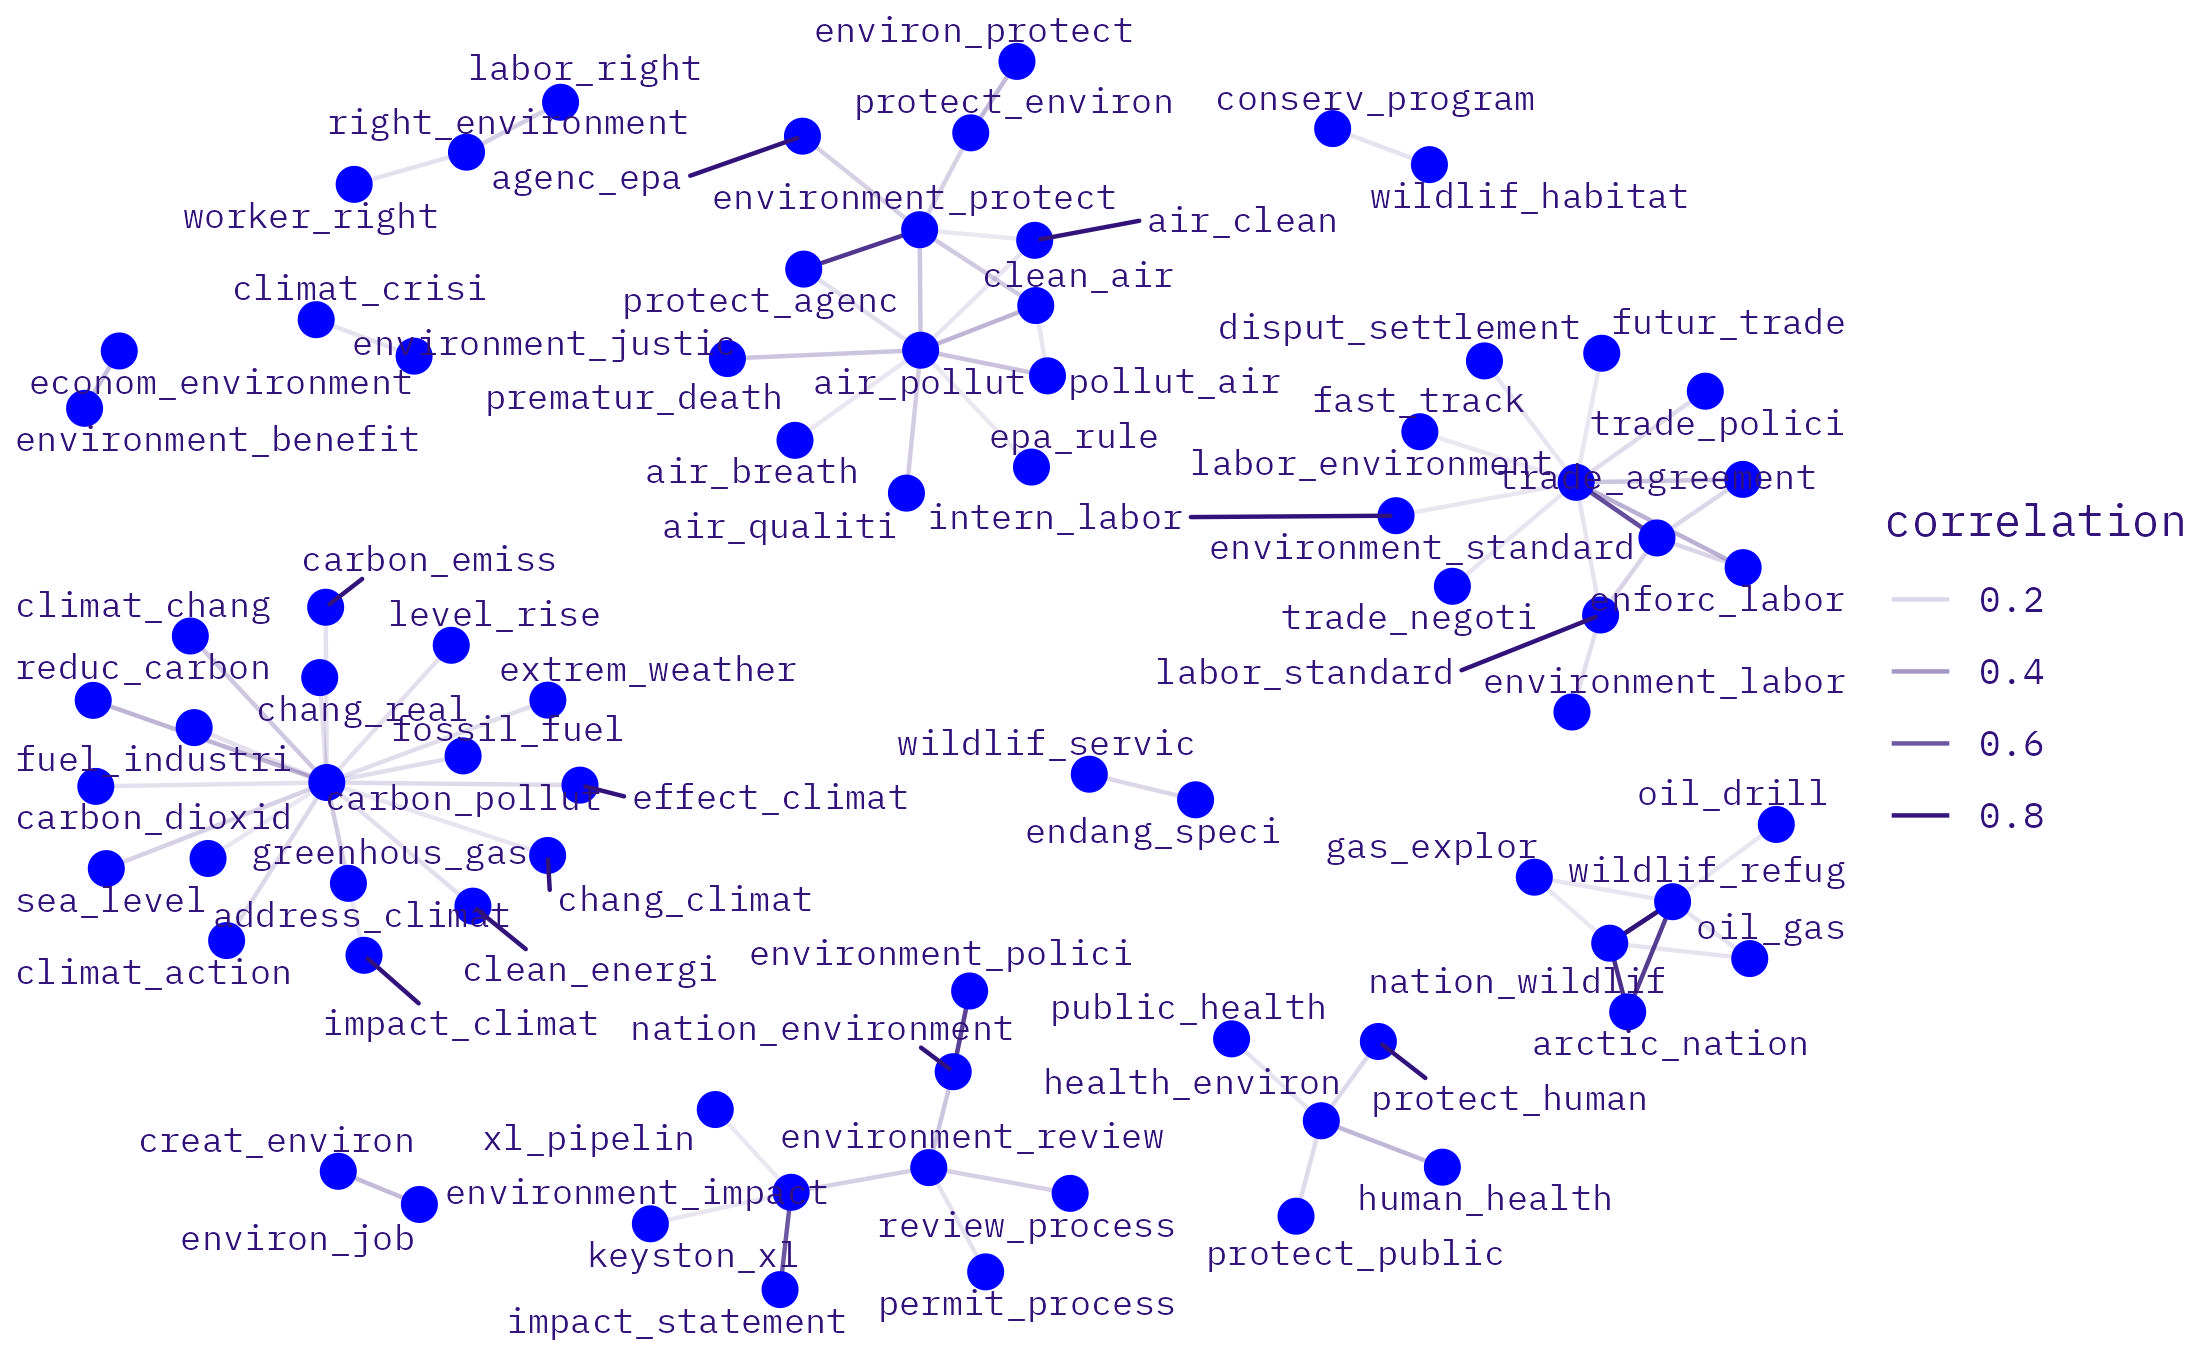 environ_protect
labor_right
protect_environ
conserv_program
right_environment
agenc_epa
environment_protect
wildlif_habitat
worker_right
air_clean
clean_air
climat_crisi
protect_agenc
disput_settlement
futur_trade
environment_justic
econom_environment
prematur_death
air_pollut
pollut_air
fast_track
trade_polici
environment_benefit
epa_rule
air_breath
labor_environment
trade_agreement
air_qualiti
intern_labor
correlation
environment_standard
carbon_emiss
climat_chang
level_rise
trade_negoti
enforc_labor
0.2
reduc_carbon
extrem_weather
labor_standard
environment_labor
0.4
chang_real
fossil_fuel
wildlif_servic
0.6
fuel_industri
carbon_pollut
effect_climat
oil_drill
carbon_dioxid
endang_speci
0.8
greenhous_gas
gas_explor
wildlif_refug
sea_level
address_climat
chang_climat
oil_gas
climat_action
clean_energi
environment_polici
nation_wildlif
impact_climat
nation_environment
public_health
arctic_nation
health_environ
protect_human
creat_environ
xl_pipelin
environment_review
environment_impact
human_health
environ_job
keyston_xl
review_process
protect_public
impact_statement
permit_process